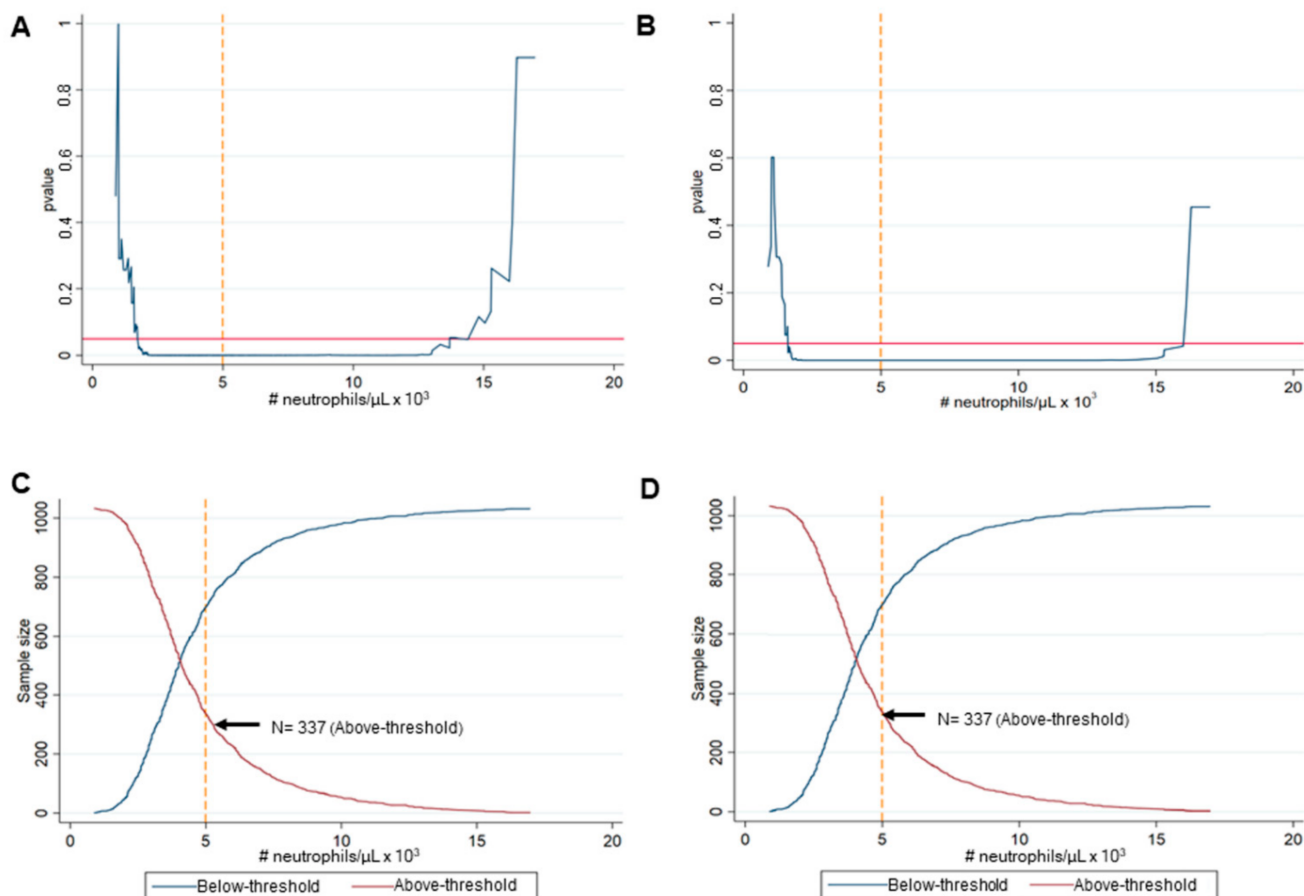 A
pvalue
1
0.8
0.6
0.4
0.2
0
0 5 10 15 20
# neutrophils/µL x 10³
B
pvalue
1
0.8
0.6
0.4
0.2
0
0 5 10 15 20
# neutrophils/µL x 10³
C
Sample size
1000
800
600
400
200
0
N= 337 (Above-threshold)
0 5 10 15 20
# neutrophils/µL x 10³
Below-threshold Above-threshold
D
Sample size
1000
800
600
400
200
0
N= 337 (Above-threshold)
0 5 10 15 20
# neutrophils/µL x 10³
Below-threshold Above-threshold